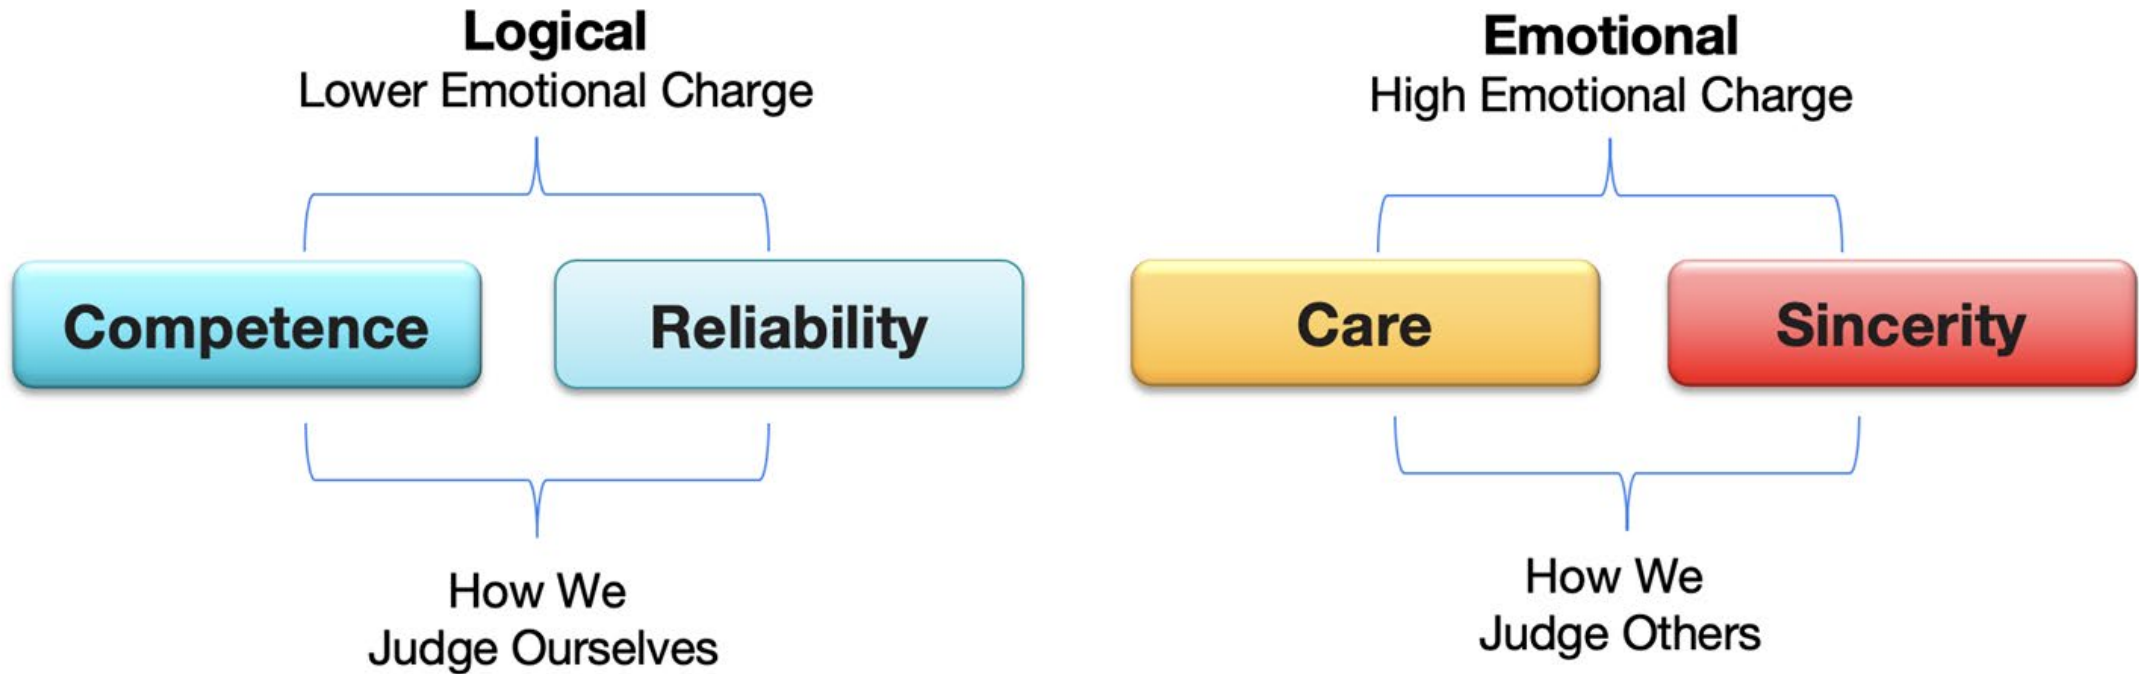 Logical
Lower Emotional Charge
Competence
Reliability
How We
Judge Ourselves
Emotional
High Emotional Charge
Care
Sincerity
How We
Judge Others